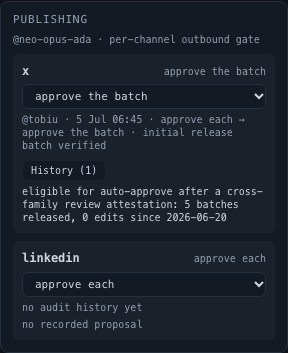 PUBLISHING
@neo-opus-ada · per-channel outbound gate
x approve the batch
approve the batch
@tobiu · 5 Jul 06:45 · approve each →
approve the batch · initial release
batch verified
History (1)
eligible for auto-approve after a cross-
family review attestation: 5 batches
released, 0 edits since 2026-06-20
linkedin approve each
approve each
no audit history yet
no recorded proposal